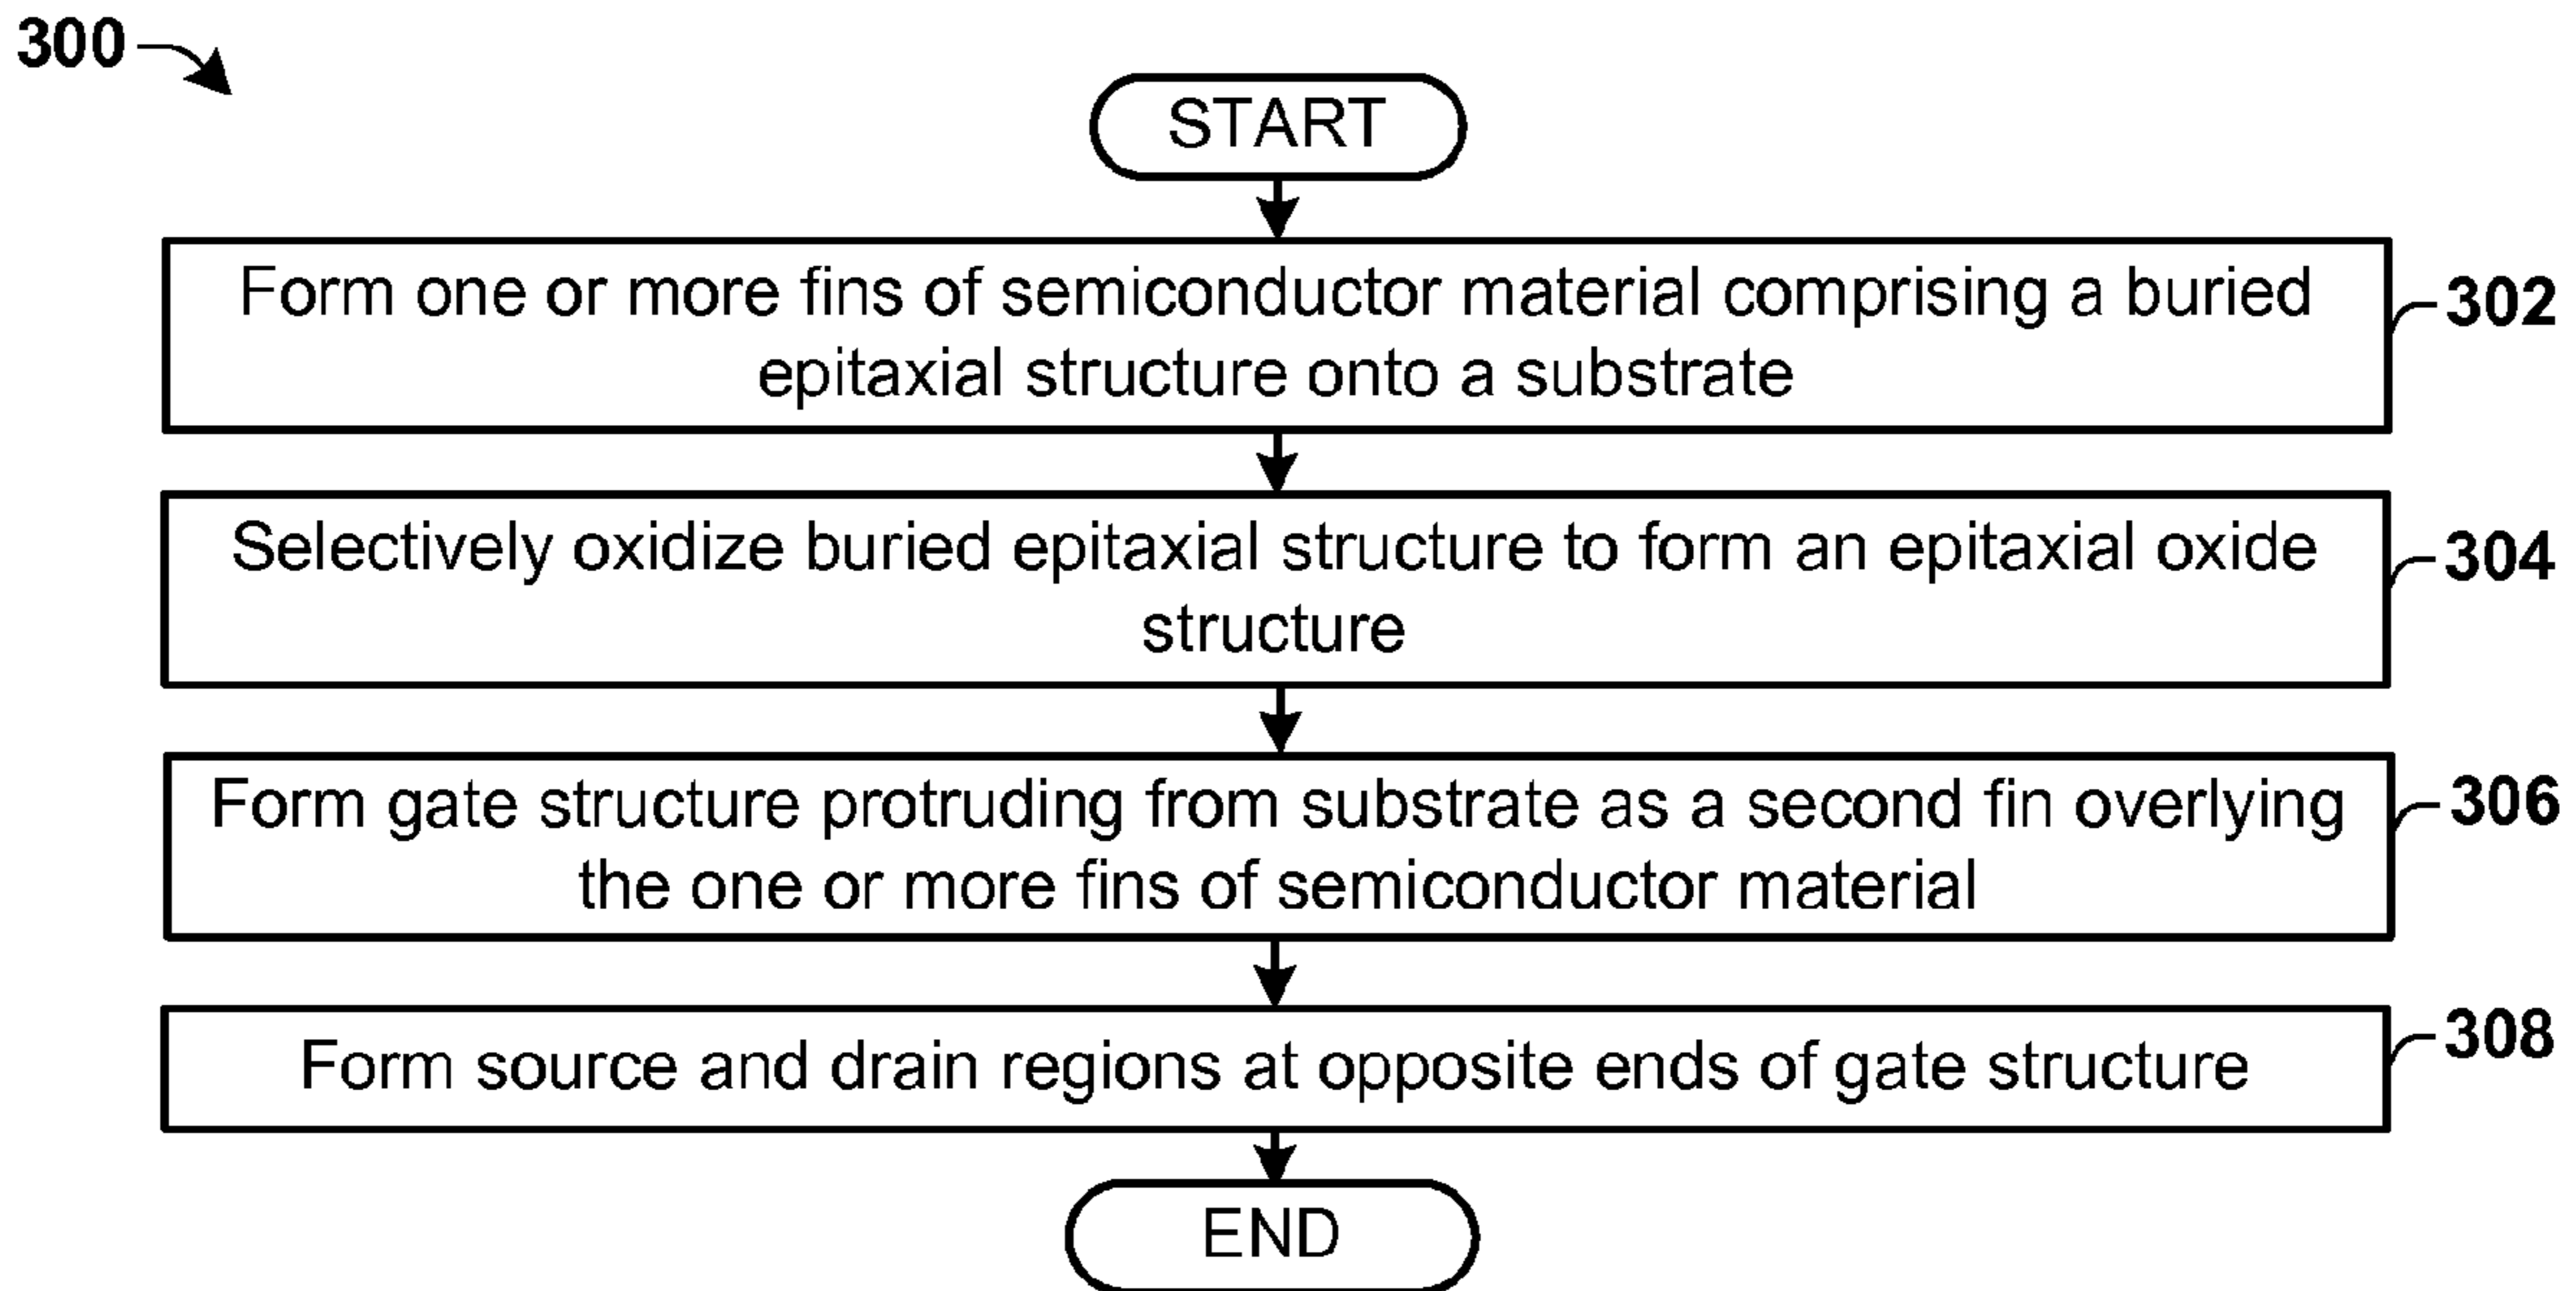 300
START
Form one or more fins of semiconductor material comprising a buried
epitaxial structure onto a substrate
302
Selectively oxidize buried epitaxial structure to form an epitaxial oxide
structure
304
Form gate structure protruding from substrate as a second fin overlying
the one or more fins of semiconductor material
306
Form source and drain regions at opposite ends of gate structure
308
END